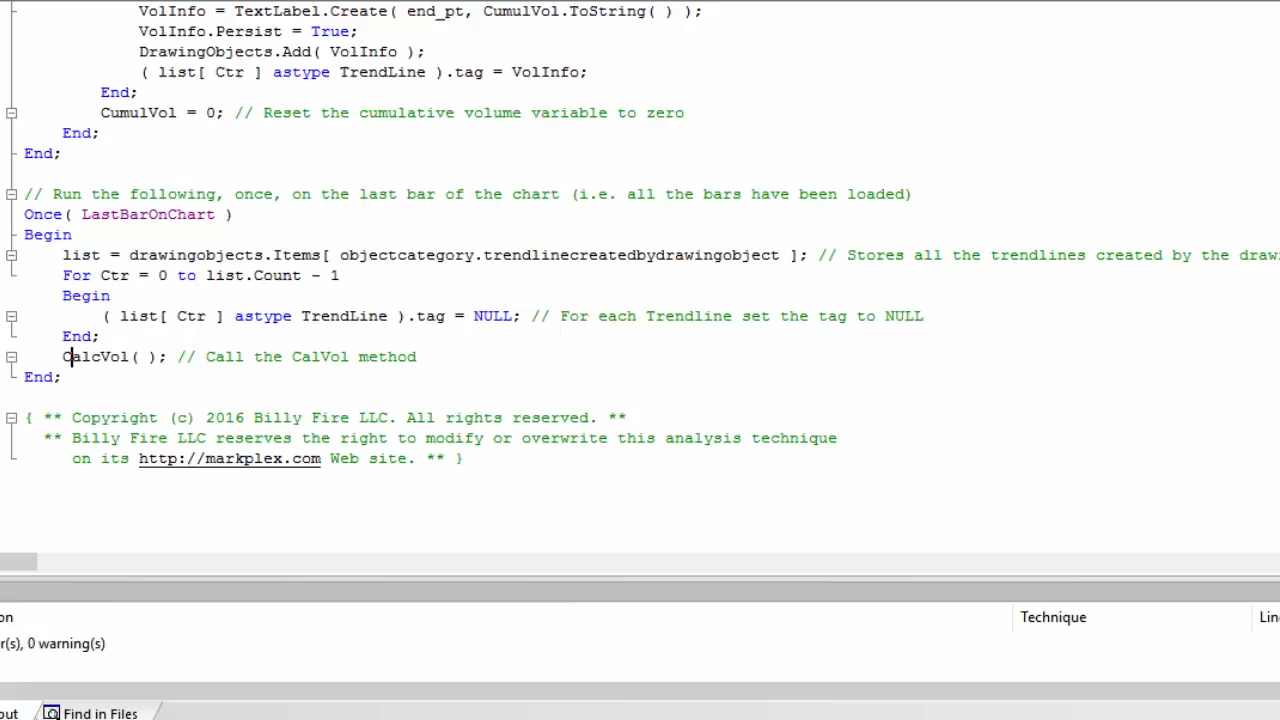 VolInfo = TextLabel.Create( end_pt, CumulVol.ToString( ) );
VolInfo.Persist = True;
DrawingObjects.Add( VolInfo );
( list[ Ctr ] astype TrendLine ).tag = VolInfo;
End;
CumulVol = 0; // Reset the cumulative volume variable to zero
End;
End;
// Run the following, once, on the last bar of the chart (i.e. all the bars have been loaded)
Once( LastBarOnChart )
Begin
list = drawingobjects.Items[ objectcategory.trendlinecreatedbydrawingobject ]; // Stores all the trendlines created by the drawi
For Ctr = 0 to list.Count - 1
Begin
( list[ Ctr ] astype TrendLine ).tag = NULL; // For each Trendline set the tag to NULL
End;
CalcVol( ); // Call the CalVol method
End;
{ ** Copyright (c) 2016 Billy Fire LLC. All rights reserved. **
** Billy Fire LLC reserves the right to modify or overwrite this analysis technique
on its http://markplex.com Web site. ** }
on Technique Lin
r(s), 0 warning(s)
out Find in Files